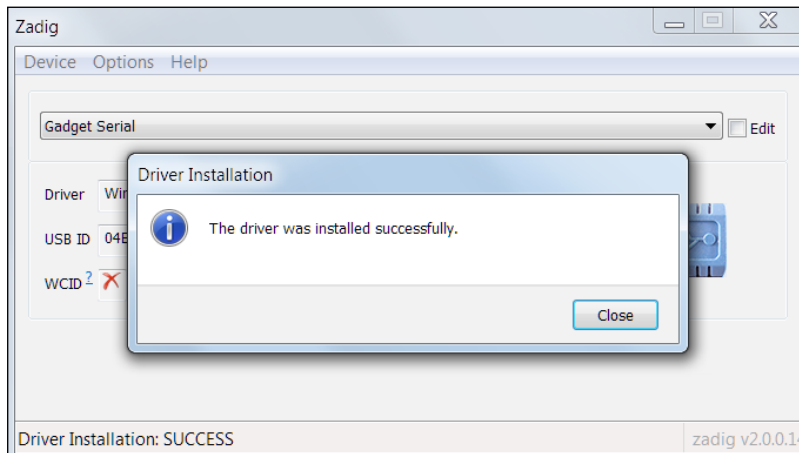 Zadig
Device Options Help
Gadget Serial
Edit
Driver Installation
Driver
The driver was installed successfully.
USB ID
WCID ?
Close
Driver Installation: SUCCESS